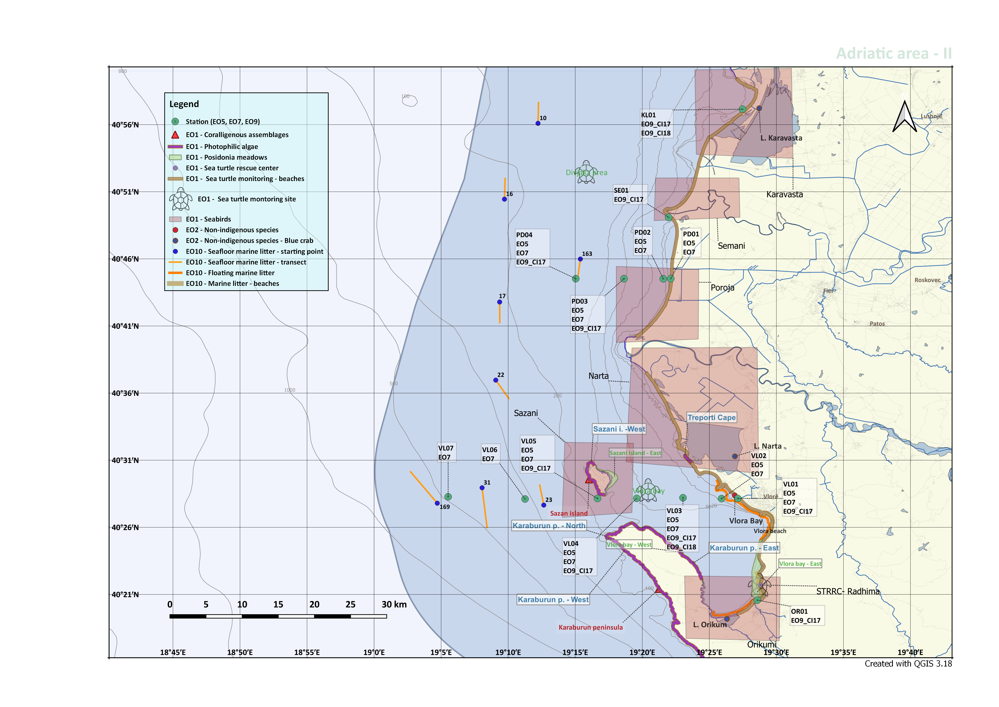 Adriatic area - II
800
100
Legend
Station (EO5, EO7, EO9)
EO1 - Coralligenous assemblages
EO1 - Photophilic algae
EO1 - Posidonia meadows
EO1 - Sea turtle rescue center
EO1 - Sea turtle monitoring - beaches
EO1 - Sea turtle montoring site
EO1 - Seabirds
EO2 - Non-indigenous species
EO2 - Non-indigenous species - Blue crab
EO10 - Seafloor marine litter - starting point
EO10 - Seafloor marine litter - transect
EO10 - Floating marine litter
EO10 - Marine litter - beaches
40°56'N
40°51'N
40°46'N
40°41'N
40°36'N
40°31'N
40°26'N
40°21'N
10
KL01
EO9_CI17
EO9_CI18
L. Karavasta
Lushnjë
Divjaka area
2
16
SE01
EO9_CI17
Karavasta
PD04
EO5
EO7
EO9_CI17
PD02
EO5
EO7
PD01
EO5
EO7
Semani
163
2
Roskovec
Poroja
Fier
17
PD03
EO5
EO7
EO9_CI17
Patos
22
Narta
500
1000
200
Sazani
10
Treporti Cape
Sazani i. -West
VL07
EO7
VL06
EO7
VL05
EO5
EO7
EO9_CI17
Sazani Island - East
L. Narta
VL02
EO5
EO7
31
23
169
Vlora bay
VL01
EO5
EO7
EO9_CI17
Vlorë
50
20
Sazan island
VL03
EO5
EO7
EO9_CI17
EO9_CI18
Vlora Bay
Vlora beach
Karaburun p. - North
VL04
EO5
EO7
EO9_CI17
Vlora bay - West
Karaburun p. - East
Vlora bay - East
100
STRRC- Radhima
Karaburun p. - West
OR01
EO9_CI17
L. Orikum
Karaburun peninsula
Orikumi
0 5 10 15 20 25 30 km
18°45'E 18°50'E 18°55'E 19°0'E 19°5'E 19°10'E 19°15'E 19°20'E 19°25'E 19°30'E 19°35'E 19°40'E
Created with QGIS 3.18